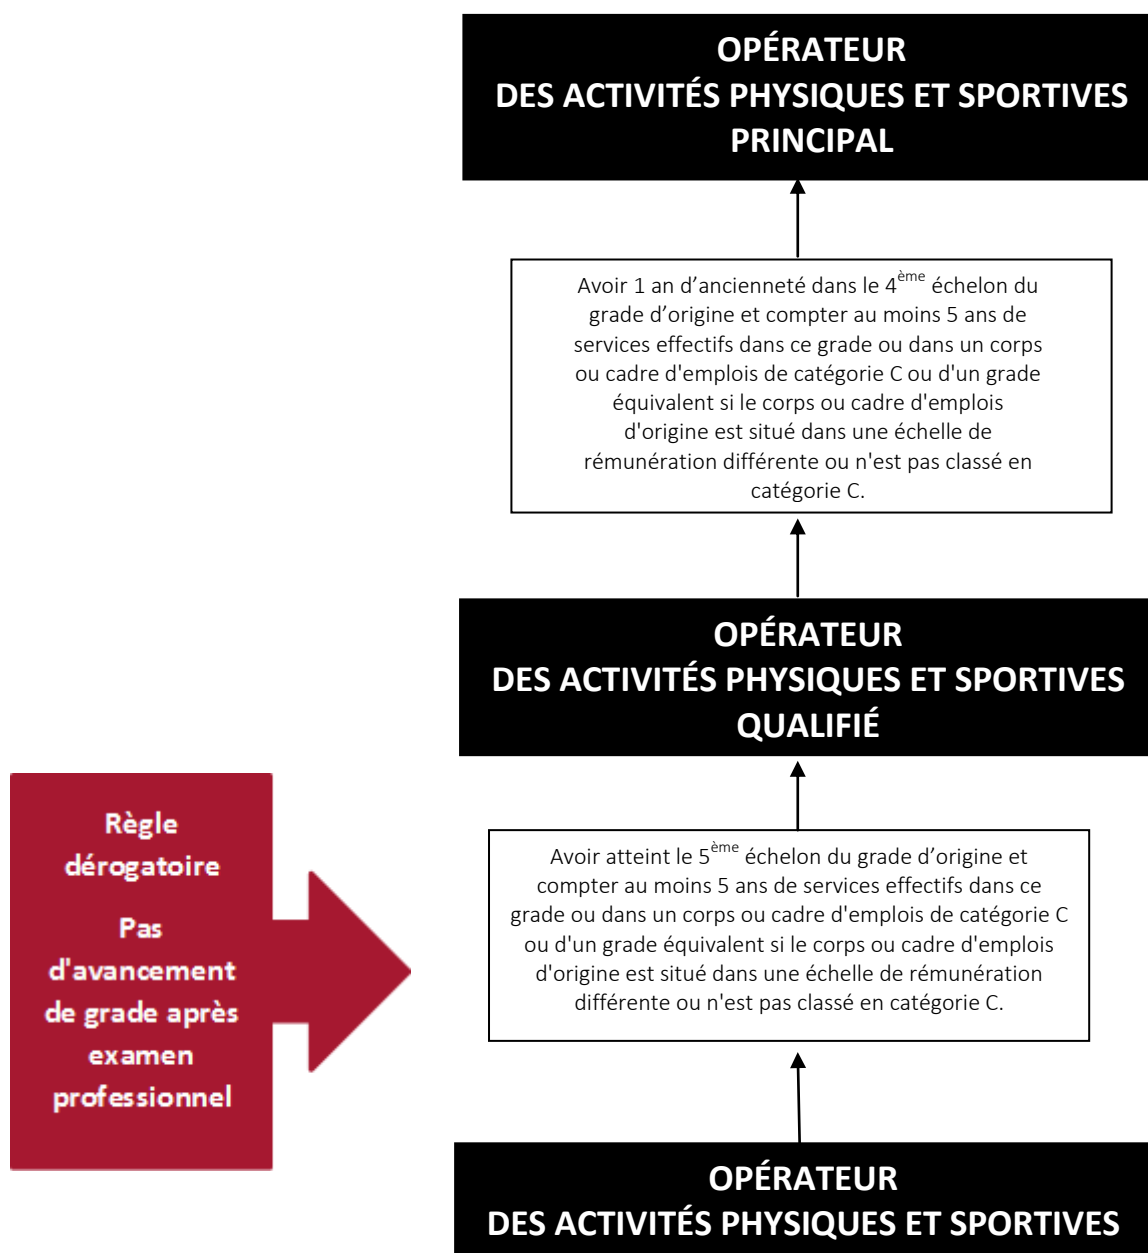 OPÉRATEUR
DES ACTIVITÉS PHYSIQUES ET SPORTIVES
PRINCIPAL
Avoir 1 an d’ancienneté dans le 4ème échelon du
grade d’origine et compter au moins 5 ans de
services effectifs dans ce grade ou dans un corps
ou cadre d'emplois de catégorie C ou d'un grade
équivalent si le corps ou cadre d'emplois
d'origine est situé dans une échelle de
rémunération différente ou n'est pas classé en
catégorie C.
OPÉRATEUR
DES ACTIVITÉS PHYSIQUES ET SPORTIVES
QUALIFIÉ
Règle
dérogatoire
Pas
d'avancement
de grade après
examen
professionnel
Avoir atteint le 5ème échelon du grade d’origine et
compter au moins 5 ans de services effectifs dans ce
grade ou dans un corps ou cadre d'emplois de catégorie C
ou d'un grade équivalent si le corps ou cadre d'emplois
d'origine est situé dans une échelle de rémunération
différente ou n'est pas classé en catégorie C.
OPÉRATEUR
DES ACTIVITÉS PHYSIQUES ET SPORTIVES